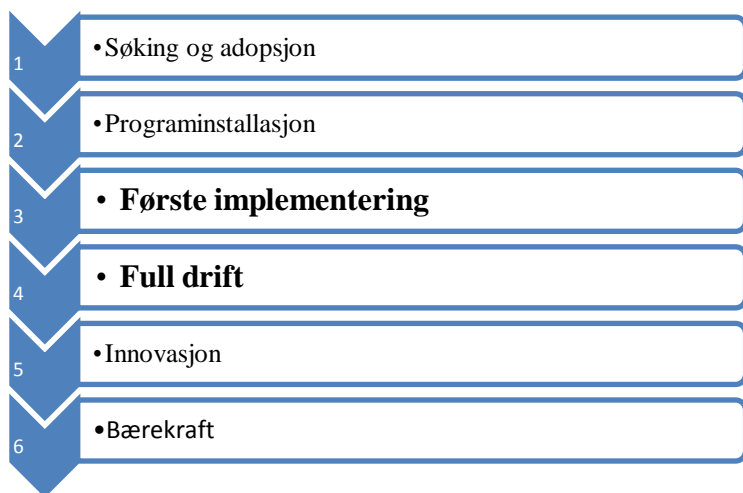 1 •Søking og adopsjon
2 •Programinstallasjon
3 • Første implementering
4 • Full drift
5 •Innovasjon
6 •Bærekraft